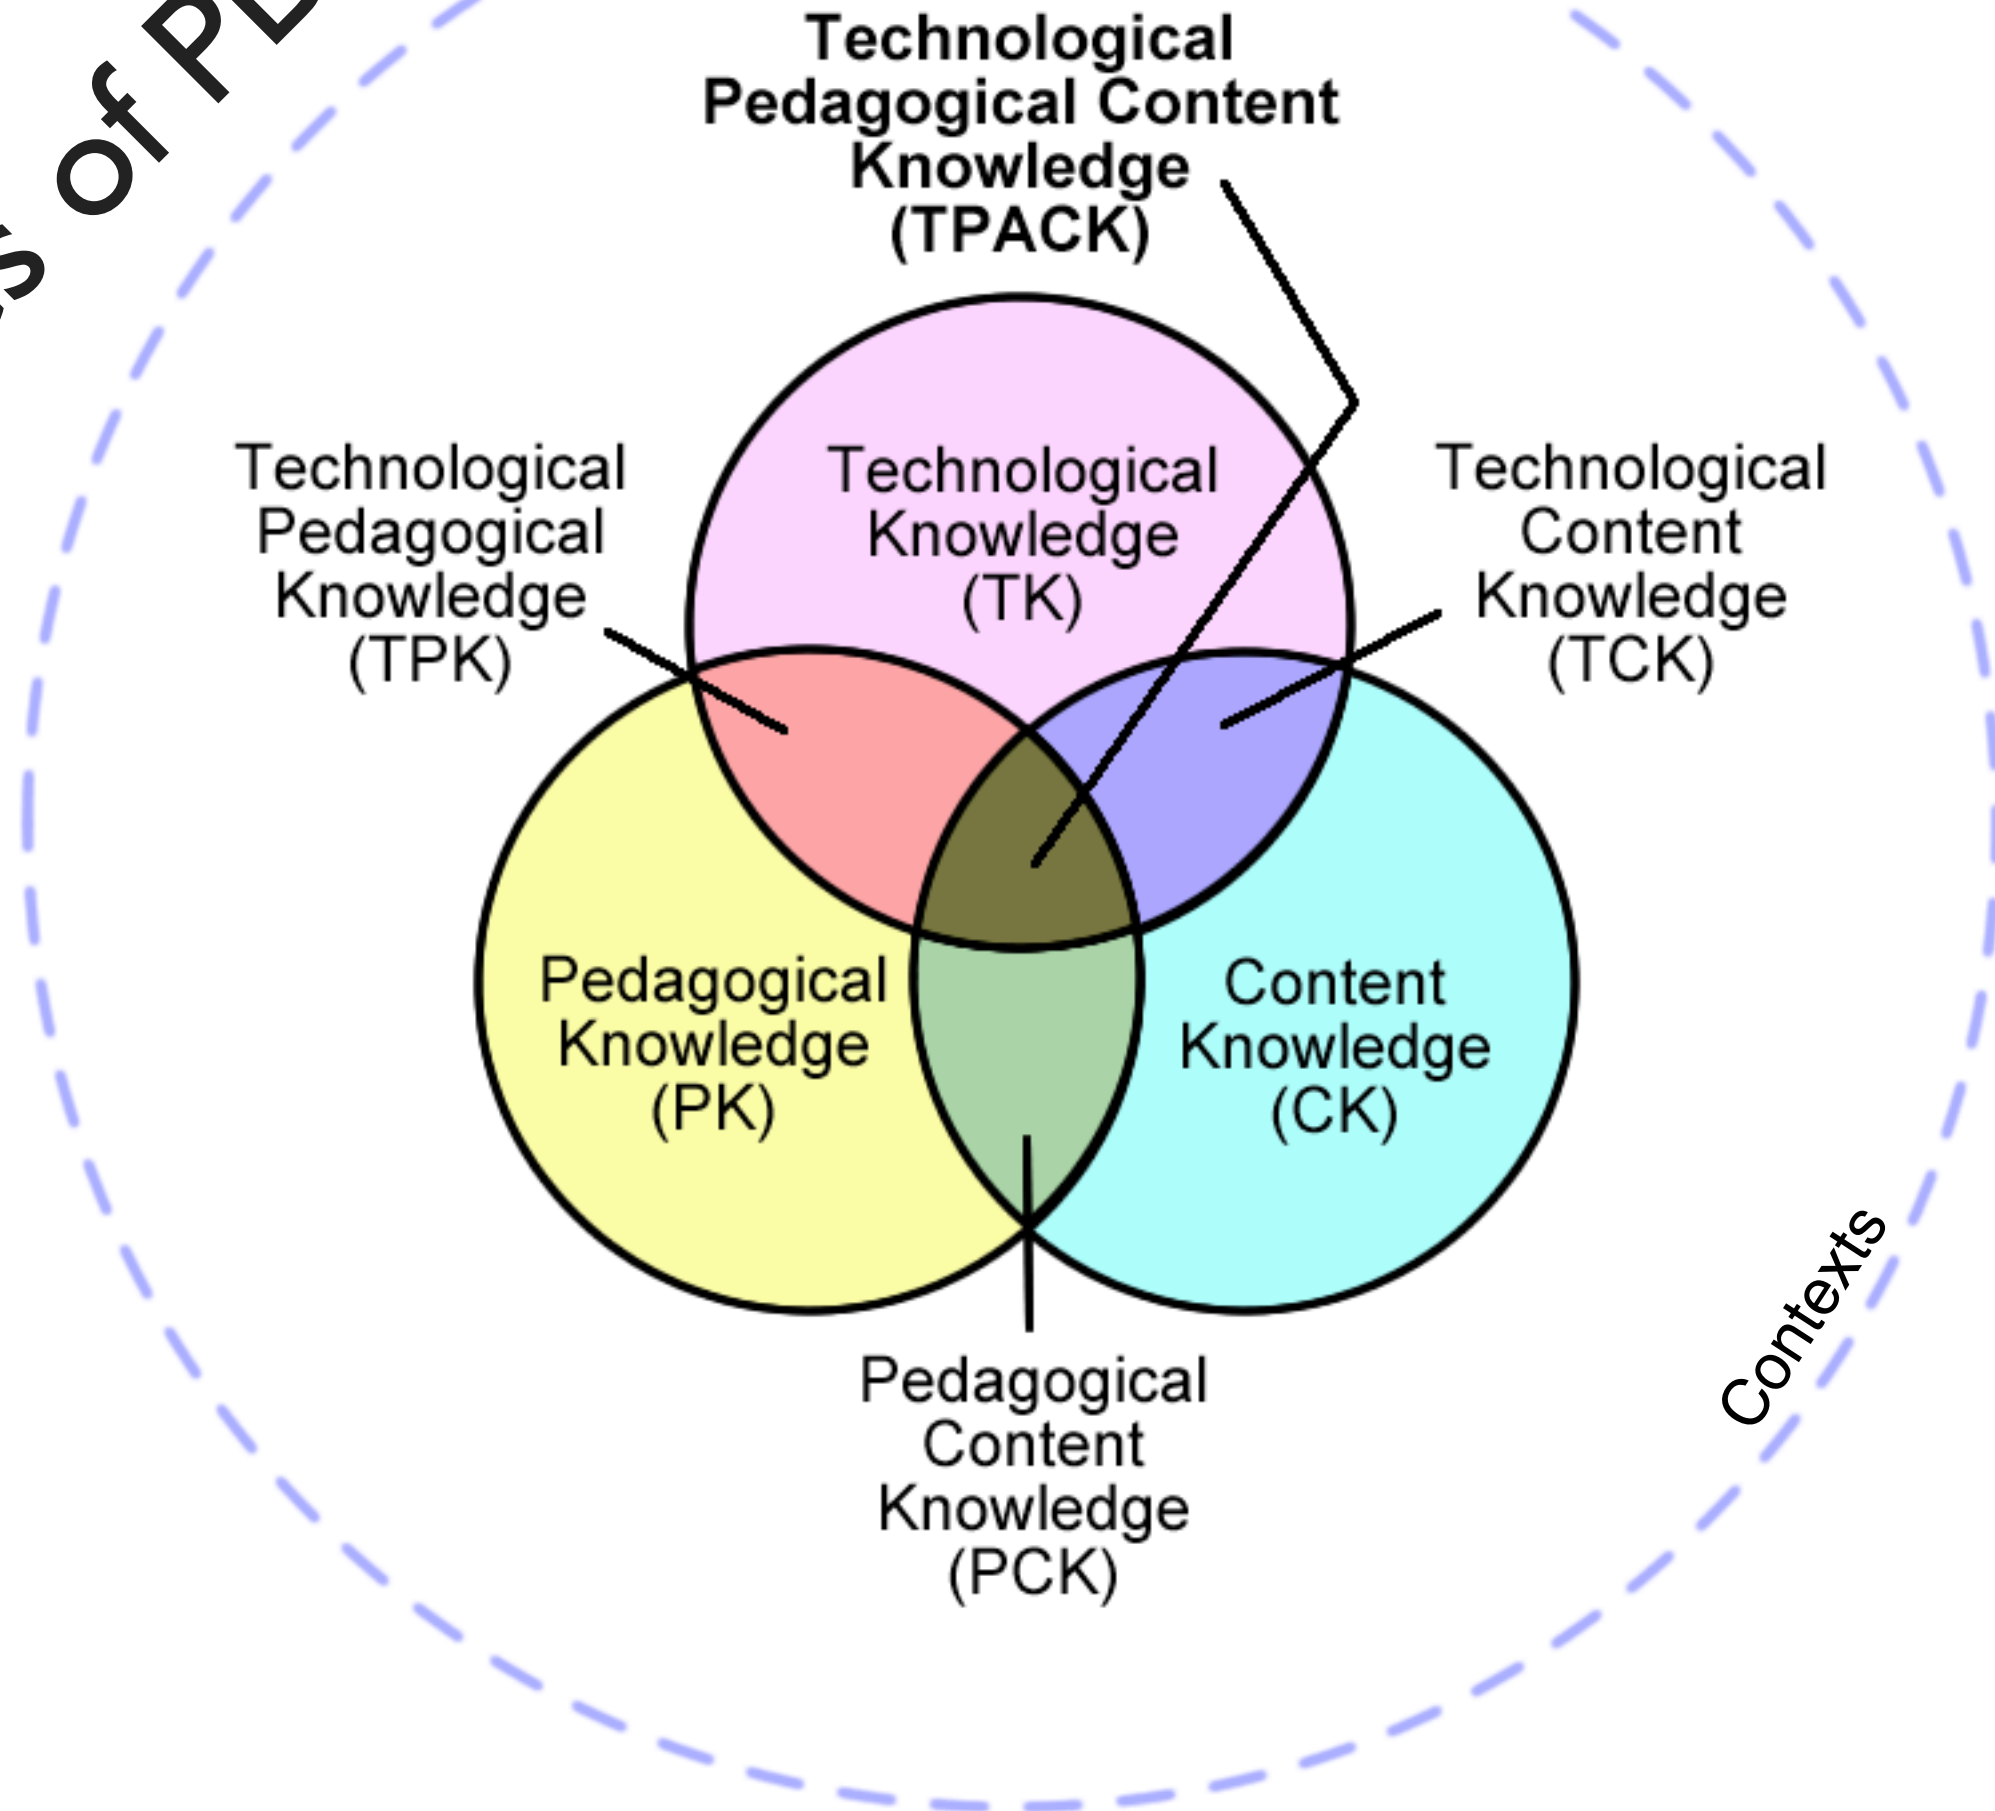 s of
Technological
Pedagogical Content
Knowledge
(TPACK)
Technological
Pedagogical
Knowledge
(TPK)
Technological
Knowledge
(TK)
Technological
Content
Knowledge
(TCK)
Pedagogical
Knowledge
(PK)
Content
Knowledge
(CK)
Pedagogical
Content
Knowledge
(PCK)
Contexts